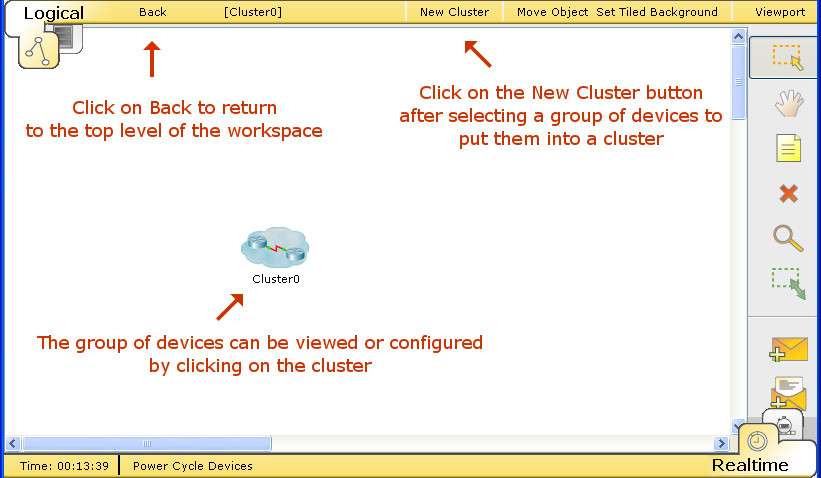 Logical
Back
[Cluster0]
New Cluster
Move Object
Set Tiled Background
Viewport
Click on Back to return
to the top level of the workspace
Click on the New Cluster button
after selecting a group of devices to
put them into a cluster
Cluster0
The group of devices can be viewed or configured
by clicking on the cluster
Time: 00:13:39
Power Cycle Devices
Realtime